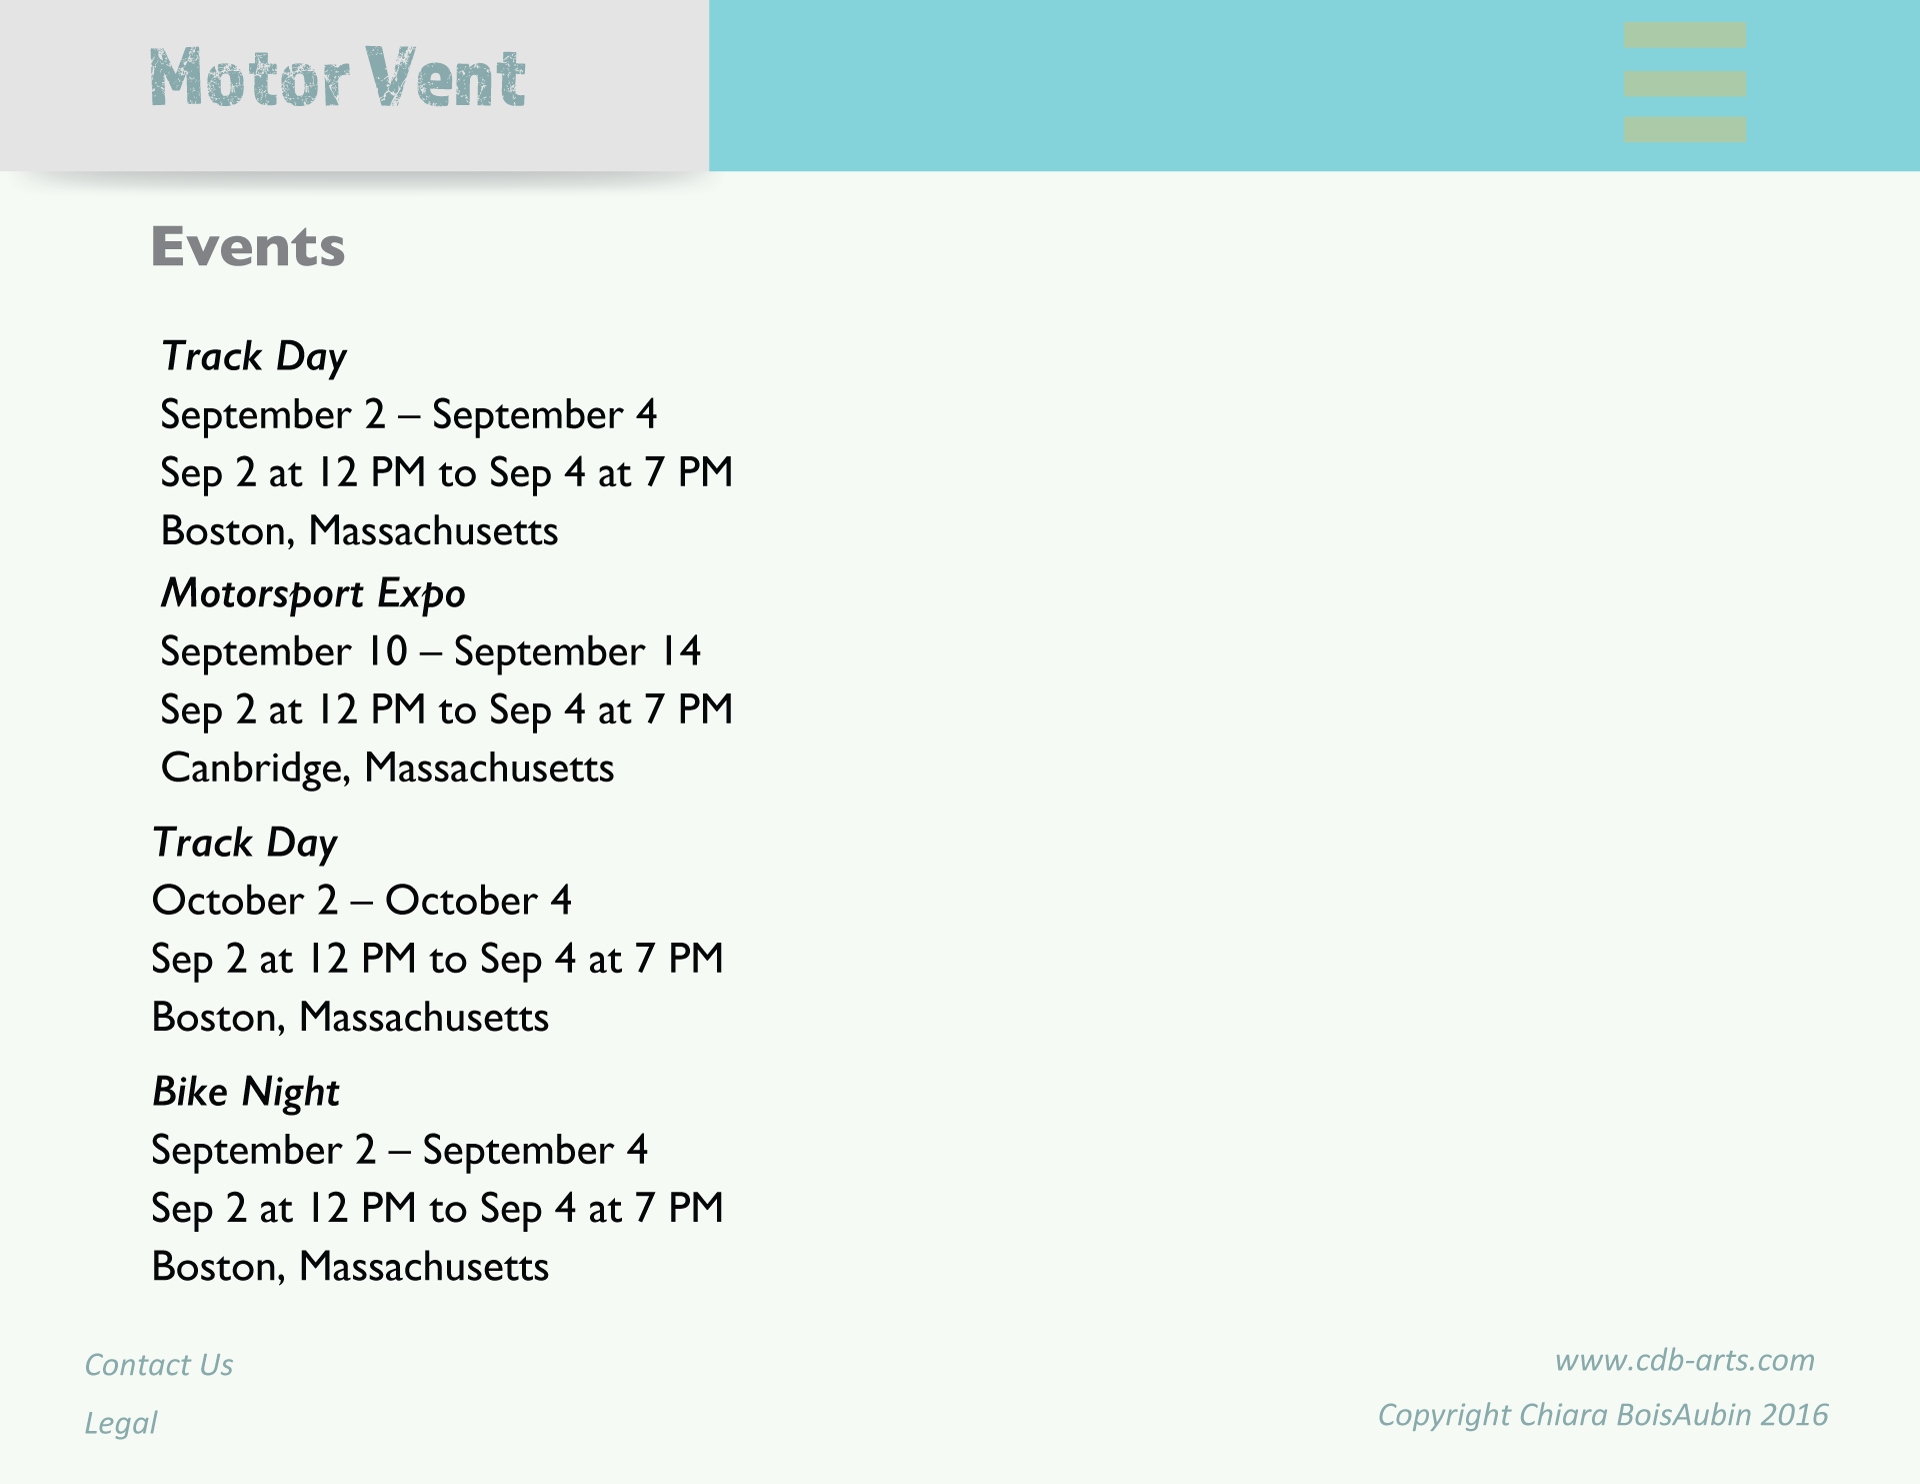 Motor Vent
Events
Track Day
September 2 – September 4
Sep 2 at 12 PM to Sep 4 at 7 PM
Boston, Massachusetts
Motorsport Expo
September 10 – September 14
Sep 2 at 12 PM to Sep 4 at 7 PM
Canbridge, Massachusetts
Track Day
October 2 – October 4
Sep 2 at 12 PM to Sep 4 at 7 PM
Boston, Massachusetts
Bike Night
September 2 – September 4
Sep 2 at 12 PM to Sep 4 at 7 PM
Boston, Massachusetts
Contact Us
Legal
www.cdb-arts.com
Copyright Chiara BoisAubin 2016